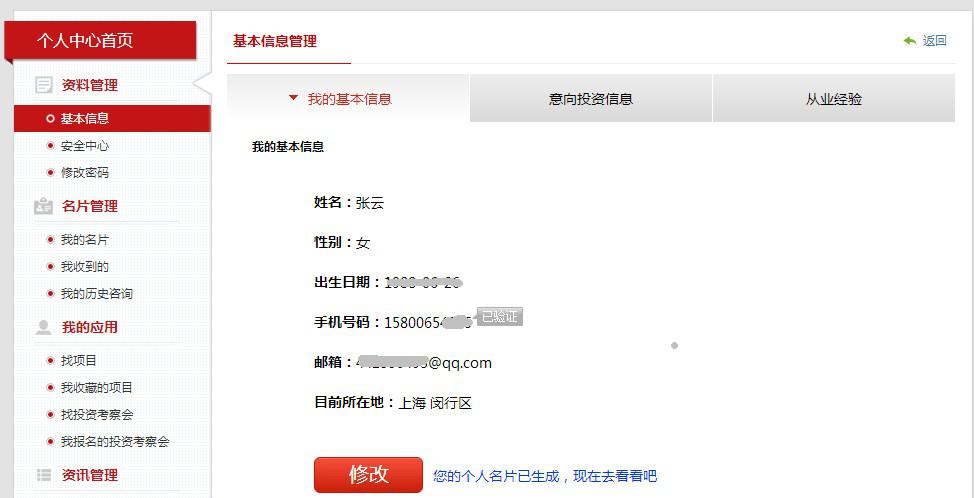 个人中心首页
资料管理
基本信息
安全中心
修改密码
名片管理
我的名片
我收到的
我的历史咨询
我的应用
找项目
我收藏的项目
找投资考察会
我报名的投资考察会
资讯管理
基本信息管理
返回
我的基本信息 意向投资信息 从业经验
我的基本信息
姓名：张云
性别：女
出生日期：
手机号码：15800654 已验证
邮箱：@qq.com
目前所在地：上海 闵行区
修改 您的个人名片已生成，现在去看看吧